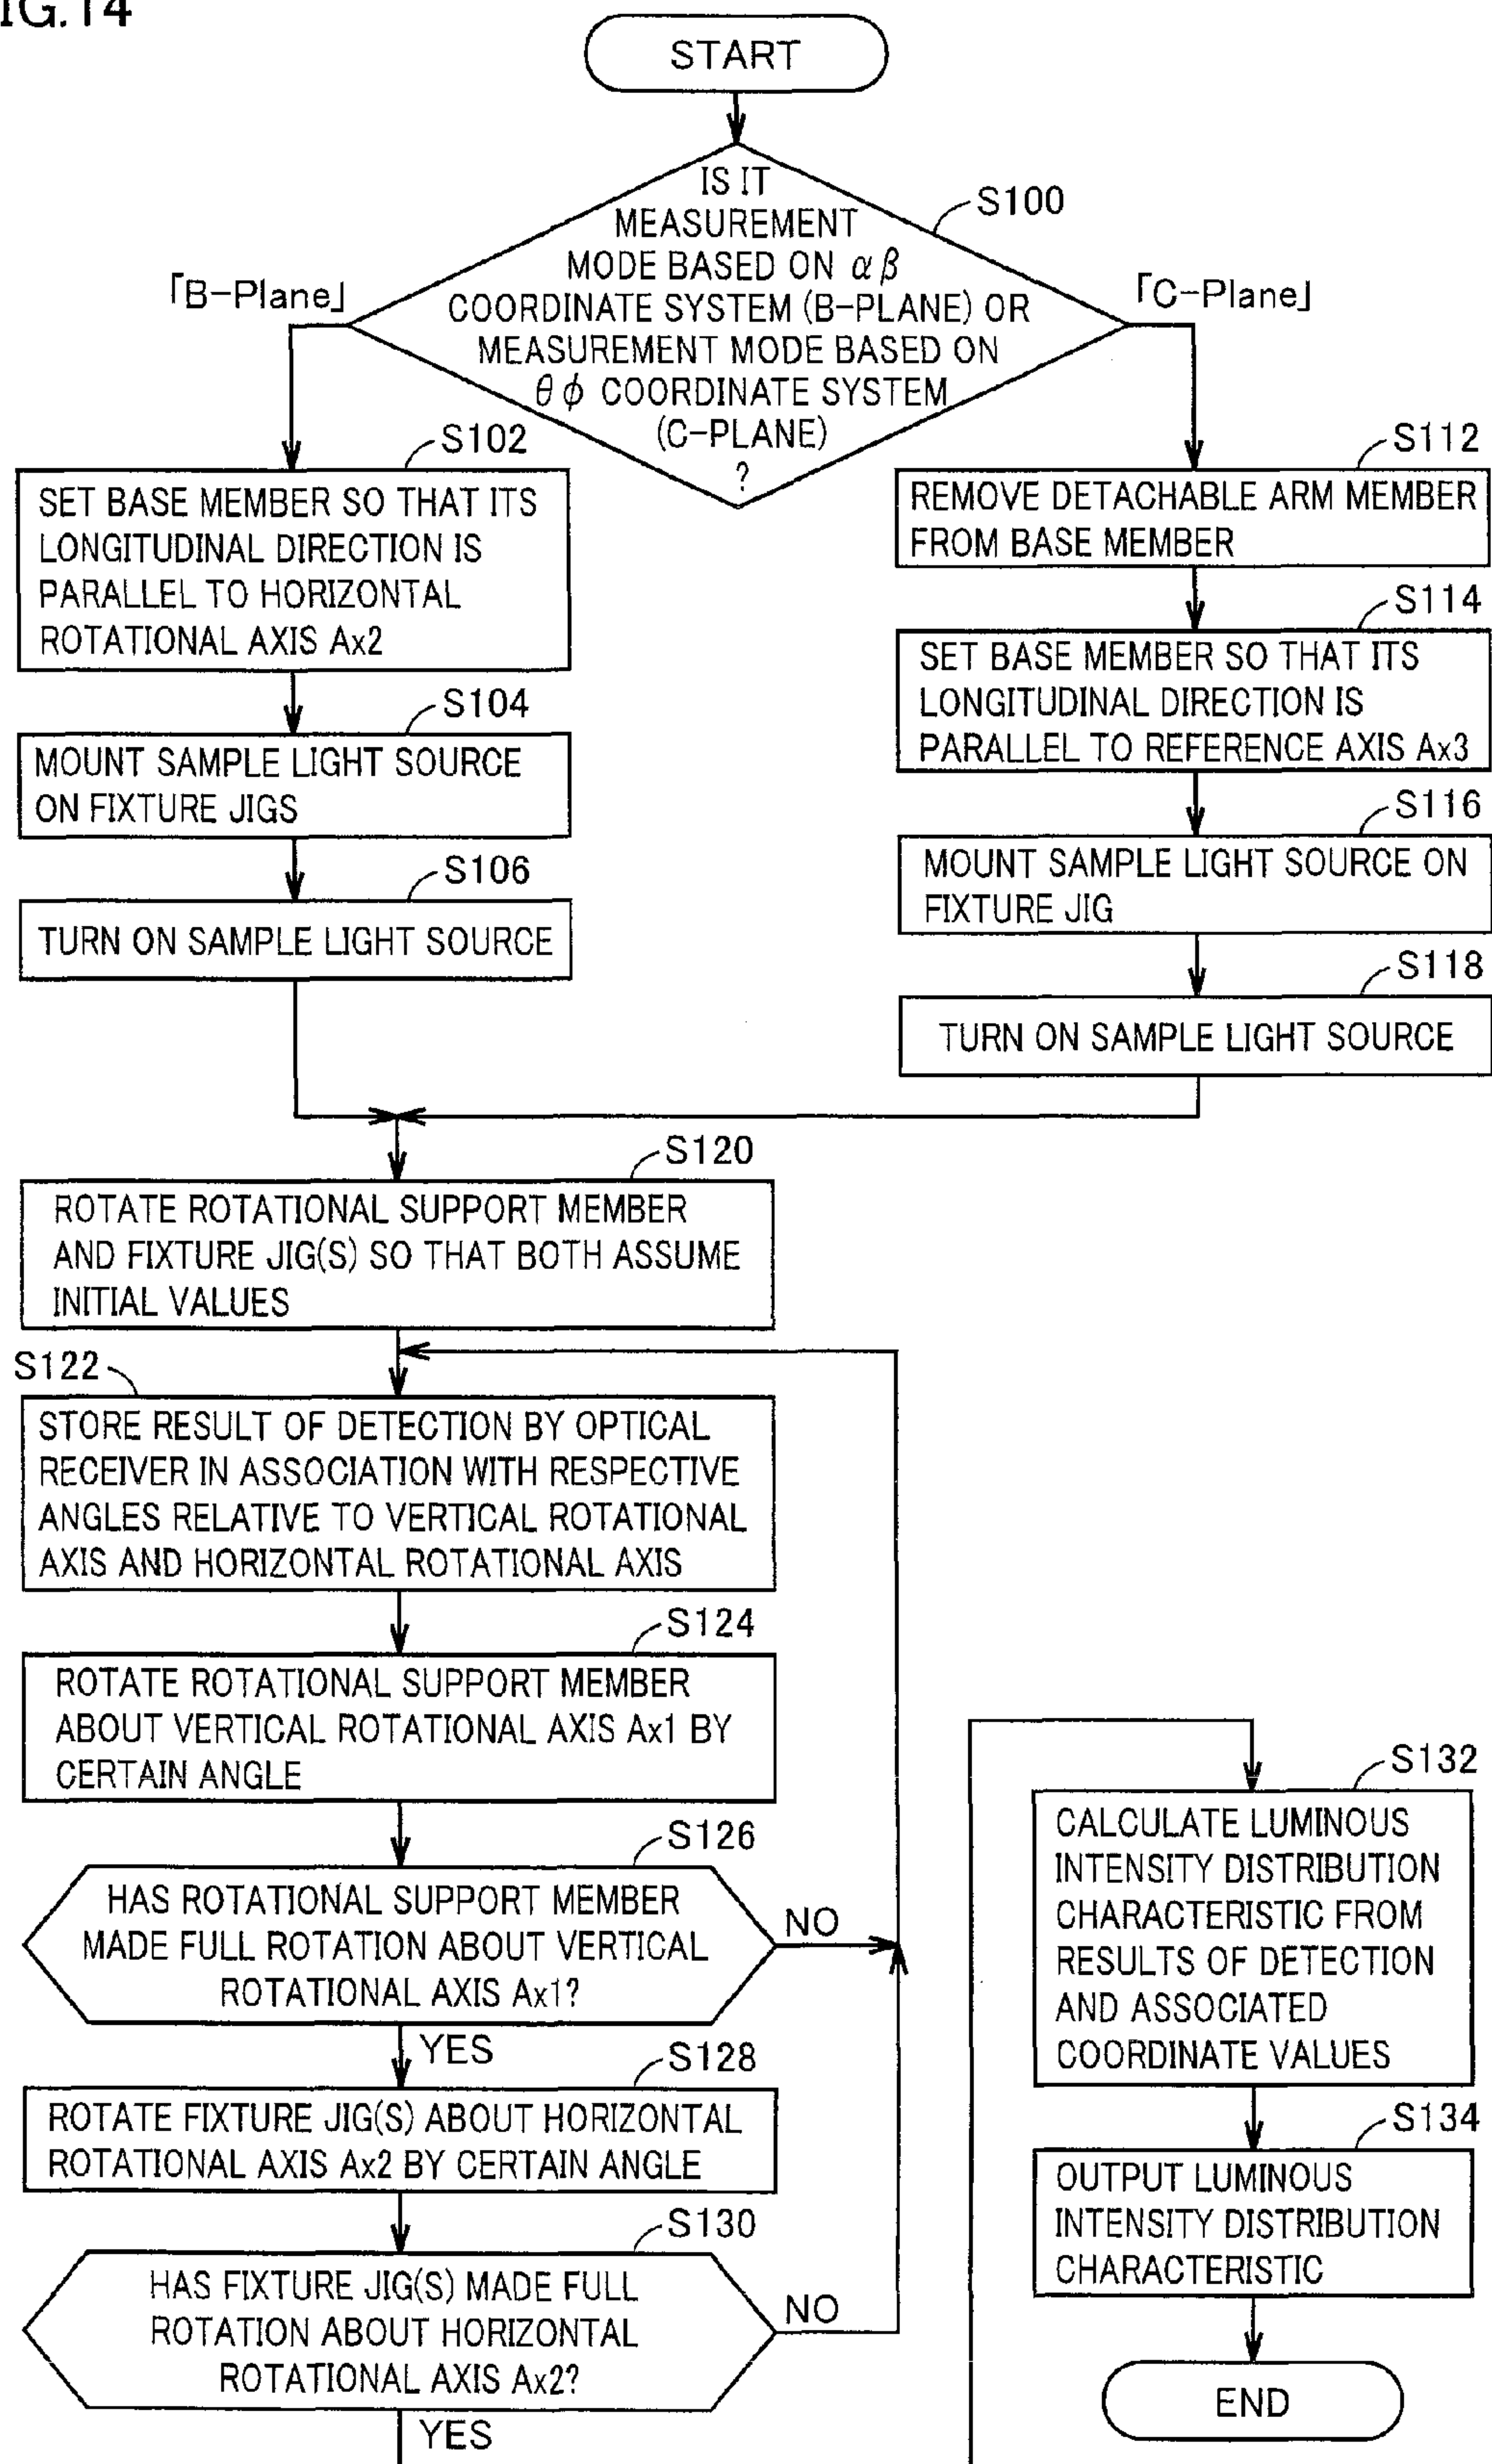 IG.14
START
IS IT
MEASUREMENT
MODE BASED ON αβ
COORDINATE SYSTEM (B-PLANE) OR
MEASUREMENT MODE BASED ON
θϕ COORDINATE SYSTEM
(C-PLANE)
?
S100
「B-Plane」
「C-Plane」
S102
SET BASE MEMBER SO THAT ITS
LONGITUDINAL DIRECTION IS
PARALLEL TO HORIZONTAL
ROTATIONAL AXIS Ax2
S104
MOUNT SAMPLE LIGHT SOURCE
ON FIXTURE JIGS
S106
TURN ON SAMPLE LIGHT SOURCE
S112
REMOVE DETACHABLE ARM MEMBER
FROM BASE MEMBER
S114
SET BASE MEMBER SO THAT ITS
LONGITUDINAL DIRECTION IS
PARALLEL TO REFERENCE AXIS Ax3
S116
MOUNT SAMPLE LIGHT SOURCE ON
FIXTURE JIG
S118
TURN ON SAMPLE LIGHT SOURCE
S120
ROTATE ROTATIONAL SUPPORT MEMBER
AND FIXTURE JIG(S) SO THAT BOTH ASSUME
INITIAL VALUES
S122
STORE RESULT OF DETECTION BY OPTICAL
RECEIVER IN ASSOCIATION WITH RESPECTIVE
ANGLES RELATIVE TO VERTICAL ROTATIONAL
AXIS AND HORIZONTAL ROTATIONAL AXIS
S124
ROTATE ROTATIONAL SUPPORT MEMBER
ABOUT VERTICAL ROTATIONAL AXIS Ax1 BY
CERTAIN ANGLE
S126
HAS ROTATIONAL SUPPORT MEMBER
MADE FULL ROTATION ABOUT VERTICAL
ROTATIONAL AXIS Ax1?
NO
YES
S128
ROTATE FIXTURE JIG(S) ABOUT HORIZONTAL
ROTATIONAL AXIS Ax2 BY CERTAIN ANGLE
S130
HAS FIXTURE JIG(S) MADE FULL
ROTATION ABOUT HORIZONTAL
ROTATIONAL AXIS Ax2?
NO
YES
S132
CALCULATE LUMINOUS
INTENSITY DISTRIBUTION
CHARACTERISTIC FROM
RESULTS OF DETECTION
AND ASSOCIATED
COORDINATE VALUES
S134
OUTPUT LUMINOUS
INTENSITY DISTRIBUTION
CHARACTERISTIC
END